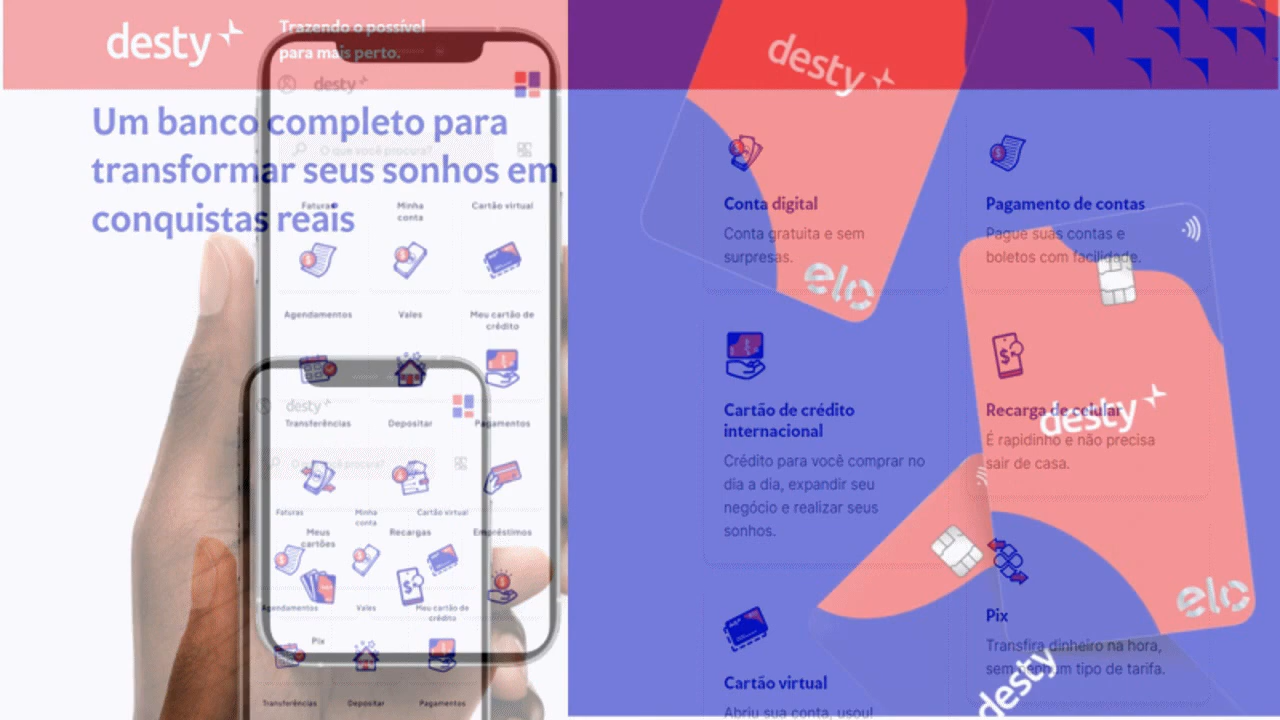 desty
Trazendo o possível
para mais perto.
Um banco completo para
transformar seus sonhos em
conquistas reais
desty
O que você procura?
Faturas
Minha
conta
Cartão virtual
Agendamentos
Vales
Meu cartão de
crédito
Transferências
Depositar
Pagamentos
Meus
cartões
Recargas
Empréstimos
Pix
desty
O que você procura?
Faturas
Minha
conta
Cartão virtual
Agendamentos
Vales
Meu cartão de
crédito
Transferências
Depositar
Pagamentos
desty
elo
Conta digital
Conta gratuita e sem
surpresas.
Pagamento de contas
Pague suas contas e
boletos com facilidade.
Cartão de crédito
internacional
Crédito para você comprar no
dia a dia, expandir seu
negócio e realizar seus
sonhos.
Recarga de celular
É rapidinho e não precisa
sair de casa.
desty
elo
Pix
Transfira dinheiro na hora,
sem nenhum tipo de tarifa.
desty
Cartão virtual
Abriu sua conta, usou!